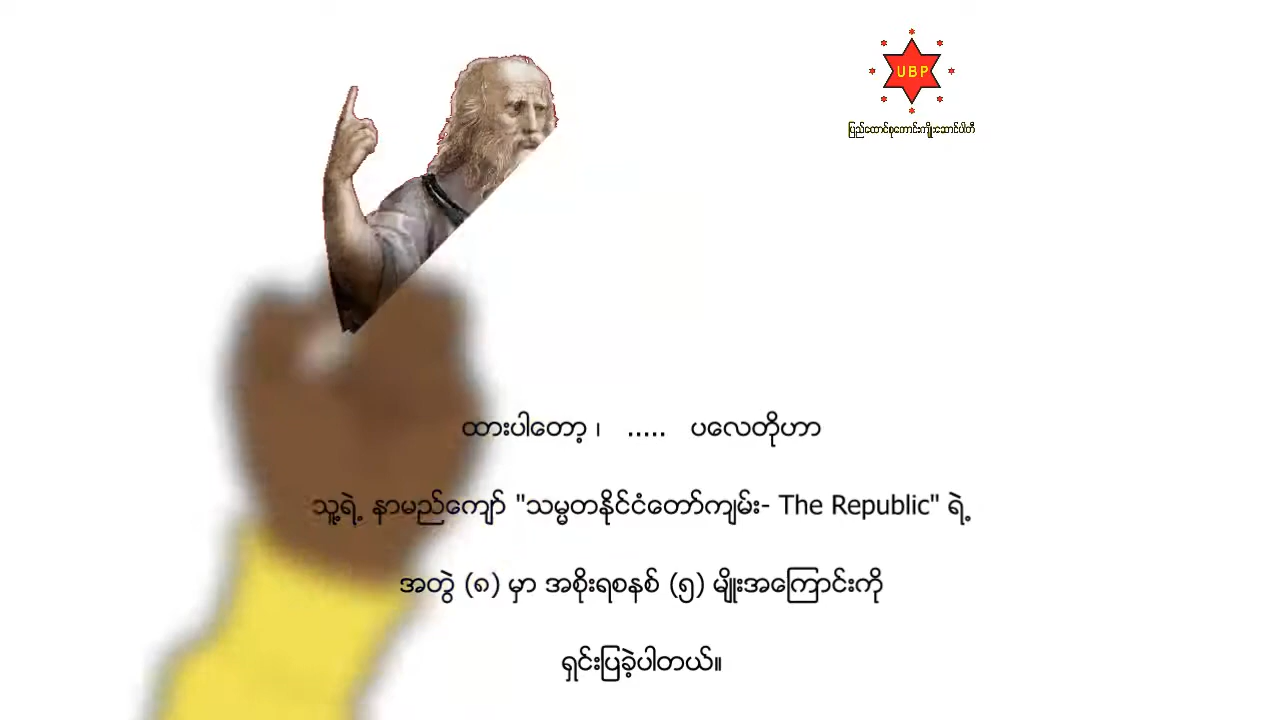 UBP
ပြည်ထောင်စုကောင်းကျိုးဆောင်ပါတီ
ထားပါတော့ ၊ ..... ပလေတိုဟာ
သူ့ရဲ့ နာမည်ကျော် "သမ္မတနိုင်ငံတော်ကျမ်း- The Republic" ရဲ့
အတွဲ (၈) မှာ အစိုးရစနစ် (၅) မျိုးအကြောင်းကို
ရှင်းပြခဲ့ပါတယ်။